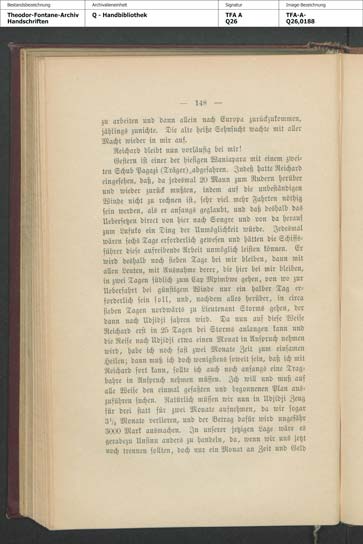 Bestandsbezeichnung
Theodor-Fontane-Archiv
Handschriften
Archivalieneinheit
Q - Handbibliothek
Signatur
TFA A
Q26
Image-Bezeichnung
TFA-A-
Q26,0188
— 148 —
zu arbeiten und dann allein nach Europa zurückzukommen,
jählings zunichte. Die alte heiße Sehnsucht wachte mit aller
Macht wieder in mir auf.
Reichard bleibt nun vorläufig bei mir!
Gestern ist einer der hiesigen Waniapara mit einem zwei-
ten Schub Pagazi (Träger) abgefahren. Indeß hatte Reichard
eingesehen, daß, da jedesmal 20 Mann zum Rudern herüber
und wieder zurück mußten, indem auf die unbeständigen
Winde nicht zu rechnen ist, sehr viel mehr Fahrten nöthig
sein werden, als er anfangs geglaubt, und daß deshalb das
Uebersetzen direct von hier nach Songwe und von da herauf
zum Lufuko ein Ding der Unmöglichkeit würde. Jedesmal
wären sechs Tage erforderlich gewesen und hätten die Schiffs-
führer diese aufreibende Arbeit unmöglich leisten können. Er
wird deshalb noch sieben Tage bei mir bleiben, dann mit
allen Leuten, mit Ausnahme derer, die hier bei mir bleiben,
in zwei Tagen südlich zum Cap Mpimbwe gehen, von wo zur
Ueberfahrt bei günstigem Winde nur ein halber Tag er-
forderlich sein soll, und, nachdem alles herüber, in circa
sieben Tagen nordwärts zu Lieutenant Storms gehen, der
dann nach Udjidji fahren wird. Da nun auf diese Weise
Reichard erst in 25 Tagen bei Storms anlangen kann und
die Reise nach Udjidji etwa einen Monat in Anspruch nehmen
wird, habe ich noch fast zwei Monate Zeit zum einsamen
Heilen; dann muß ich doch wenigstens soweit sein, daß ich mit
Reichard fort kann, sollte ich auch noch anfangs eine Trag-
bahre in Anspruch nehmen müssen. Ich will und muß auf
alle Weise den einmal gefaßten und begonnenen Plan aus-
zuführen suchen. Natürlich müssen wir nun in Udjidji Zeug
für drei statt für zwei Monate aufnehmen, da wir sogar
3½ Monate verlieren, und der Betrag dafür wird ungefähr
3000 Mark ausmachen. In unserer jetzigen Lage wäre es
geradezu Unsinn anders zu handeln, da, wenn wir uns jetzt
noch trennen sollten, doch nur ein Monat an Zeit und Geld